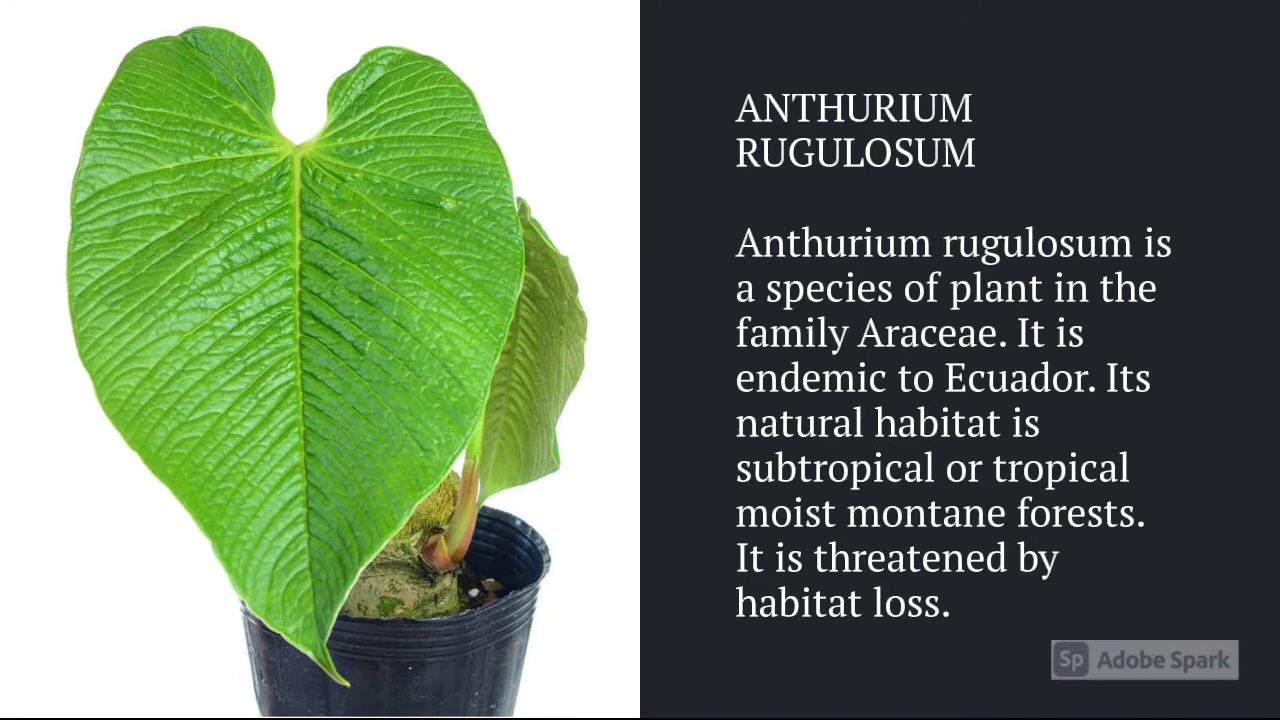 ANTHURIUM
RUGULOSUM
Anthurium rugulosum is
a species of plant in the
family Araceae. It is
endemic to Ecuador. Its
natural habitat is
subtropical or tropical
moist montane forests.
It is threatened by
habitat loss.
Sp Adobe Spark